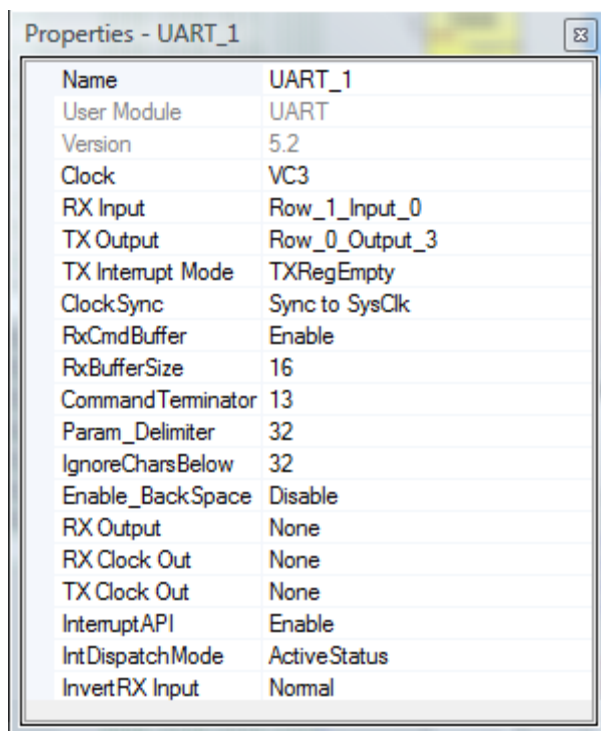 Properties - UART_1
Name UART_1
User Module UART
Version 5.2
Clock VC3
RX Input Row_1_Input_0
TX Output Row_0_Output_3
TX Interrupt Mode TXRegEmpty
ClockSync Sync to SysClk
RxCmdBuffer Enable
RxBufferSize 16
CommandTerminator 13
Param_Delimiter 32
IgnoreCharsBelow 32
Enable_BackSpace Disable
RX Output None
RX Clock Out None
TX Clock Out None
InterruptAPI Enable
IntDispatchMode ActiveStatus
InvertRX Input Normal